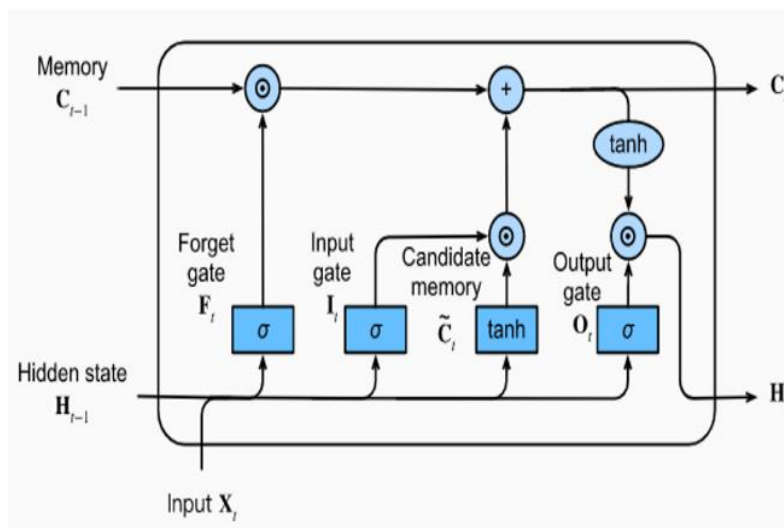 Memory
C_{t-1}
C
tanh
Forget
gate
F_t
Input
gate
I_t
Candidate
memory
C̃_t
Output
gate
O_t
σ
σ
tanh
σ
Hidden state
H_{t-1}
H
Input X_t
+